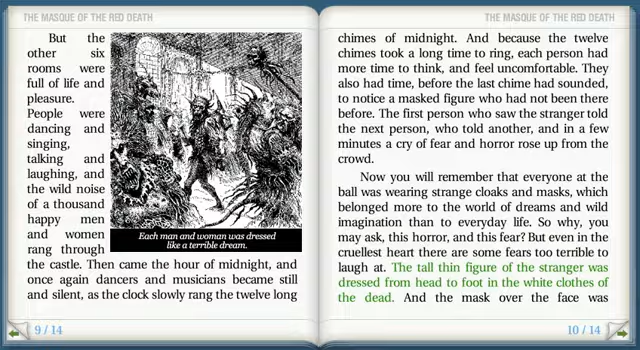 THE MASQUE OF THE RED DEATH
But the
other six
rooms were
full of life and
pleasure.
People were
dancing and
singing,
talking and
laughing, and
the wild noise
of a thousand
happy men
and women
rang through
the castle. Then came the hour of midnight, and
once again dancers and musicians became still
and silent, as the clock slowly rang the twelve long
Each man and woman was dressed
like a terrible dream.
9 / 14
THE MASQUE OF THE RED DEATH
chimes of midnight. And because the twelve
chimes took a long time to ring, each person had
more time to think, and feel uncomfortable. They
also had time, before the last chime had sounded,
to notice a masked figure who had not been there
before. The first person who saw the stranger told
the next person, who told another, and in a few
minutes a cry of fear and horror rose up from the
crowd.
Now you will remember that everyone at the
ball was wearing strange cloaks and masks, which
belonged more to the world of dreams and wild
imagination than to everyday life. So why, you
may ask, this horror, and this fear? But even in the
cruellest heart there are some fears too terrible to
laugh at. The tall thin figure of the stranger was
dressed from head to foot in the white clothes of
the dead. And the mask over the face was
10 / 14